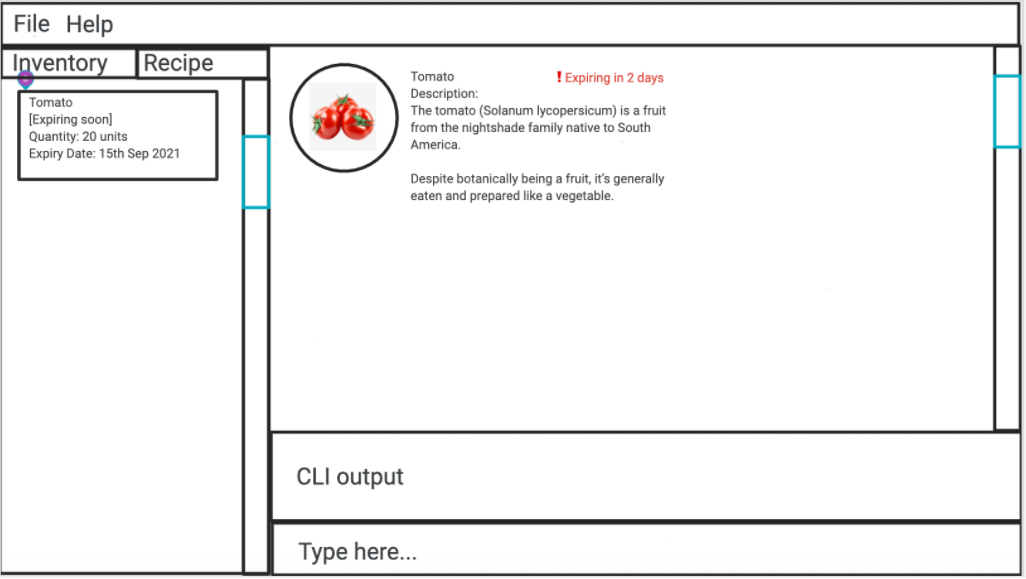 File Help
Inventory Recipe
Tomato
[Expiring soon]
Quantity: 20 units
Expiry Date: 15th Sep 2021
Tomato ! Expiring in 2 days
Description:
The tomato (Solanum lycopersicum) is a fruit
from the nightshade family native to South
America.
Despite botanically being a fruit, it's generally
eaten and prepared like a vegetable.
CLI output
Type here...